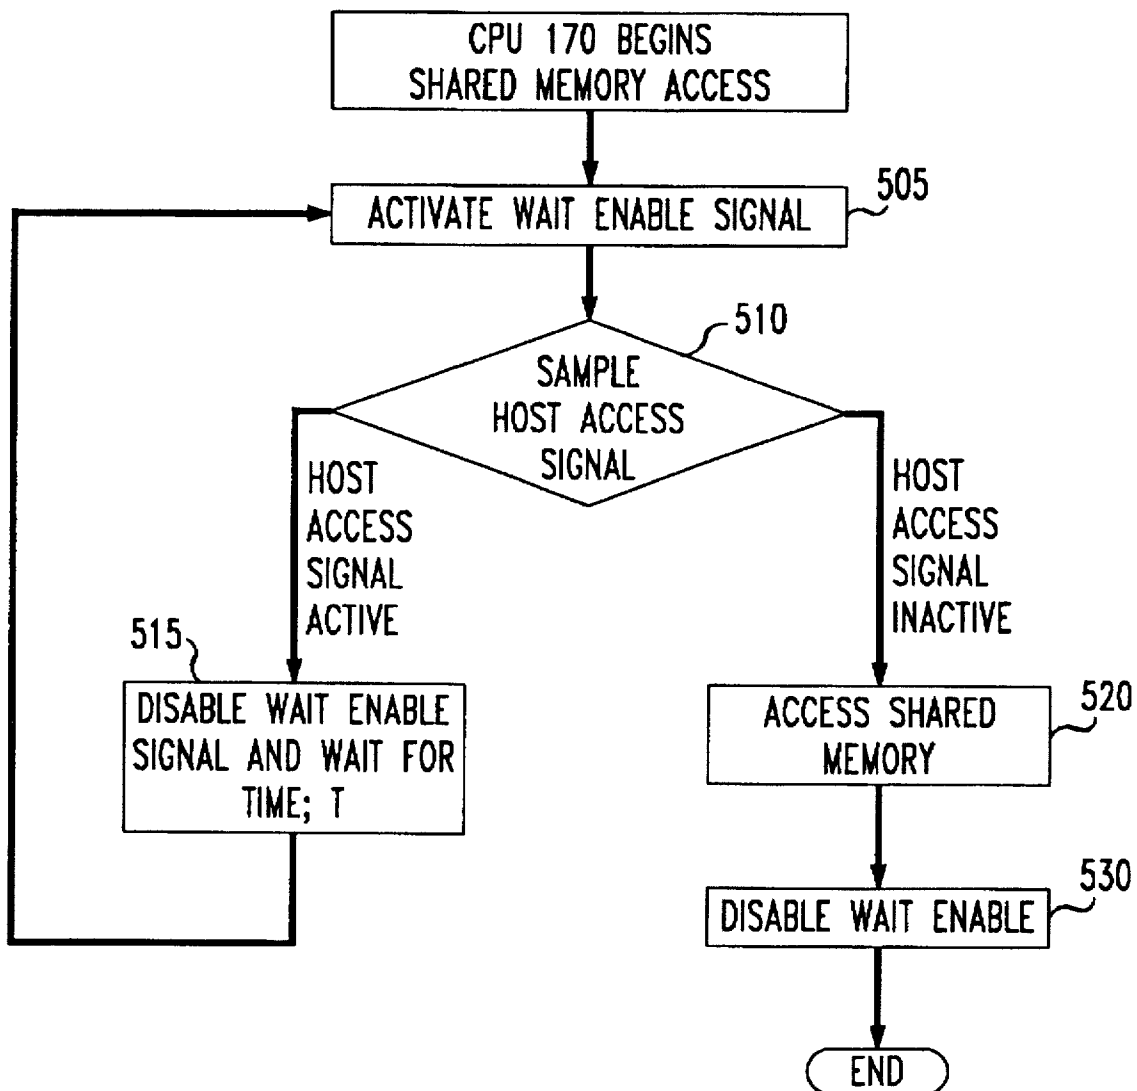 CPU 170 BEGINS
SHARED MEMORY ACCESS
ACTIVATE WAIT ENABLE SIGNAL
505
510
SAMPLE
HOST ACCESS
SIGNAL
HOST
ACCESS
SIGNAL
ACTIVE
HOST
ACCESS
SIGNAL
INACTIVE
515
DISABLE WAIT ENABLE
SIGNAL AND WAIT FOR
TIME; T
ACCESS SHARED
MEMORY
520
DISABLE WAIT ENABLE
530
END